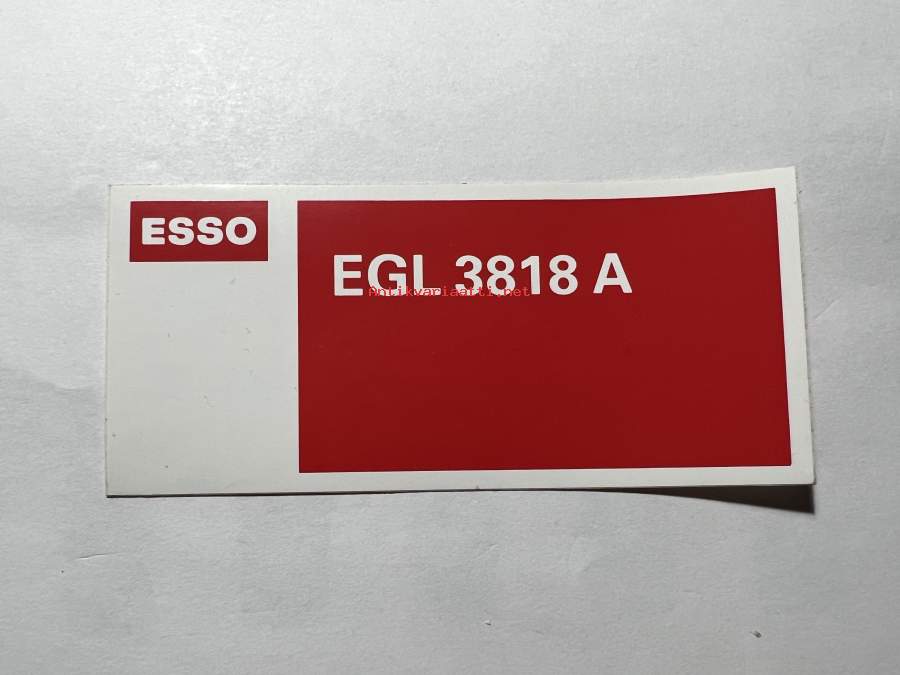 ESSO
EGL 3818 A
Antikvariaatti.net